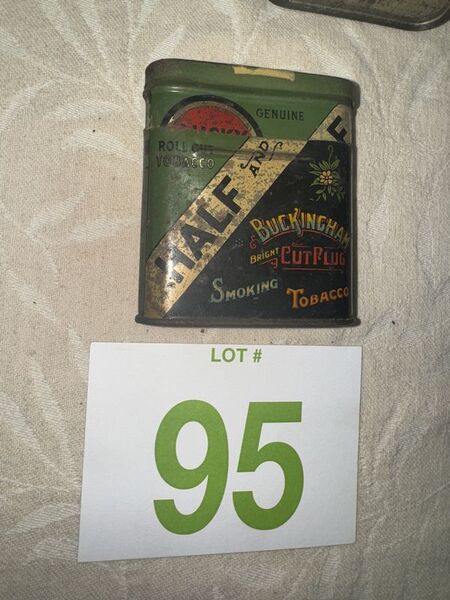 GENUINE
ROLL CUT
TOBACCO
HALF AND
F
BUCKINGHAM
BRIGHT CUT PLUG
SMOKING TOBACCO
LOT #
95